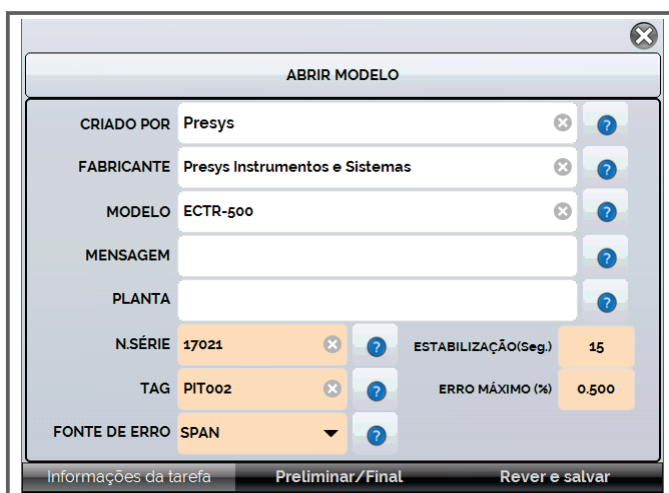 ABRIR MODELO
CRIADO POR Presys ?
FABRICANTE Presys Instrumentos e Sistemas ?
MODELO ECTR-500 ?
MENSAGEM ?
PLANTA ?
N.SÉRIE 17021 ? ESTABILIZAÇÃO(Seg.) 15
TAG PIT002 ? ERRO MÁXIMO (%) 0.500
FONTE DE ERRO SPAN ?
Informações da tarefa Preliminar/Final Rever e salvar